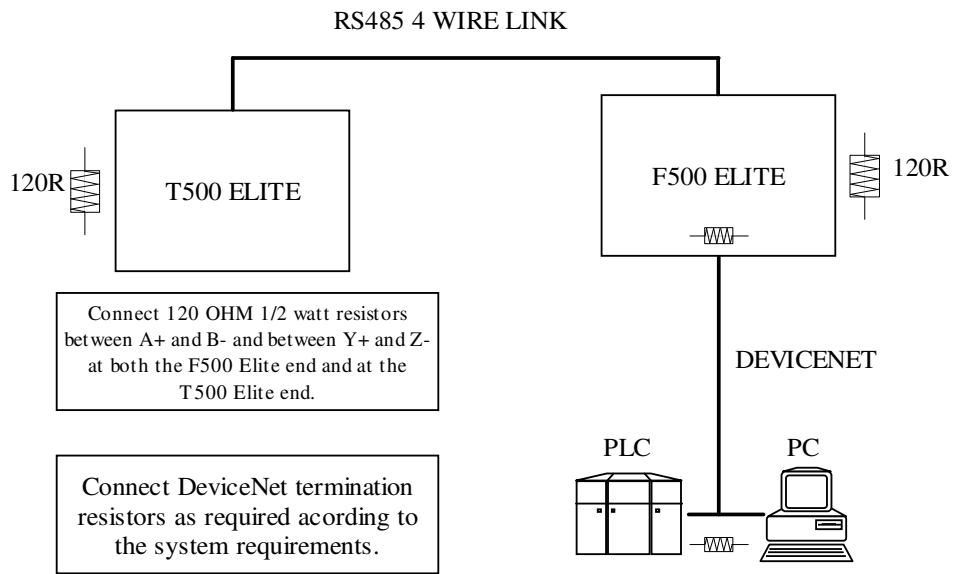 RS485 4 WIRE LINK
120R
T500 ELITE
F500 ELITE
120R
Connect 120 OHM 1/2 watt resistors
between A+ and B- and between Y+ and Z-
at both the F500 Elite end and at the
T500 Elite end.
DEVICENET
PLC
PC
Connect DeviceNet termination
resistors as required acording to
the system requirements.